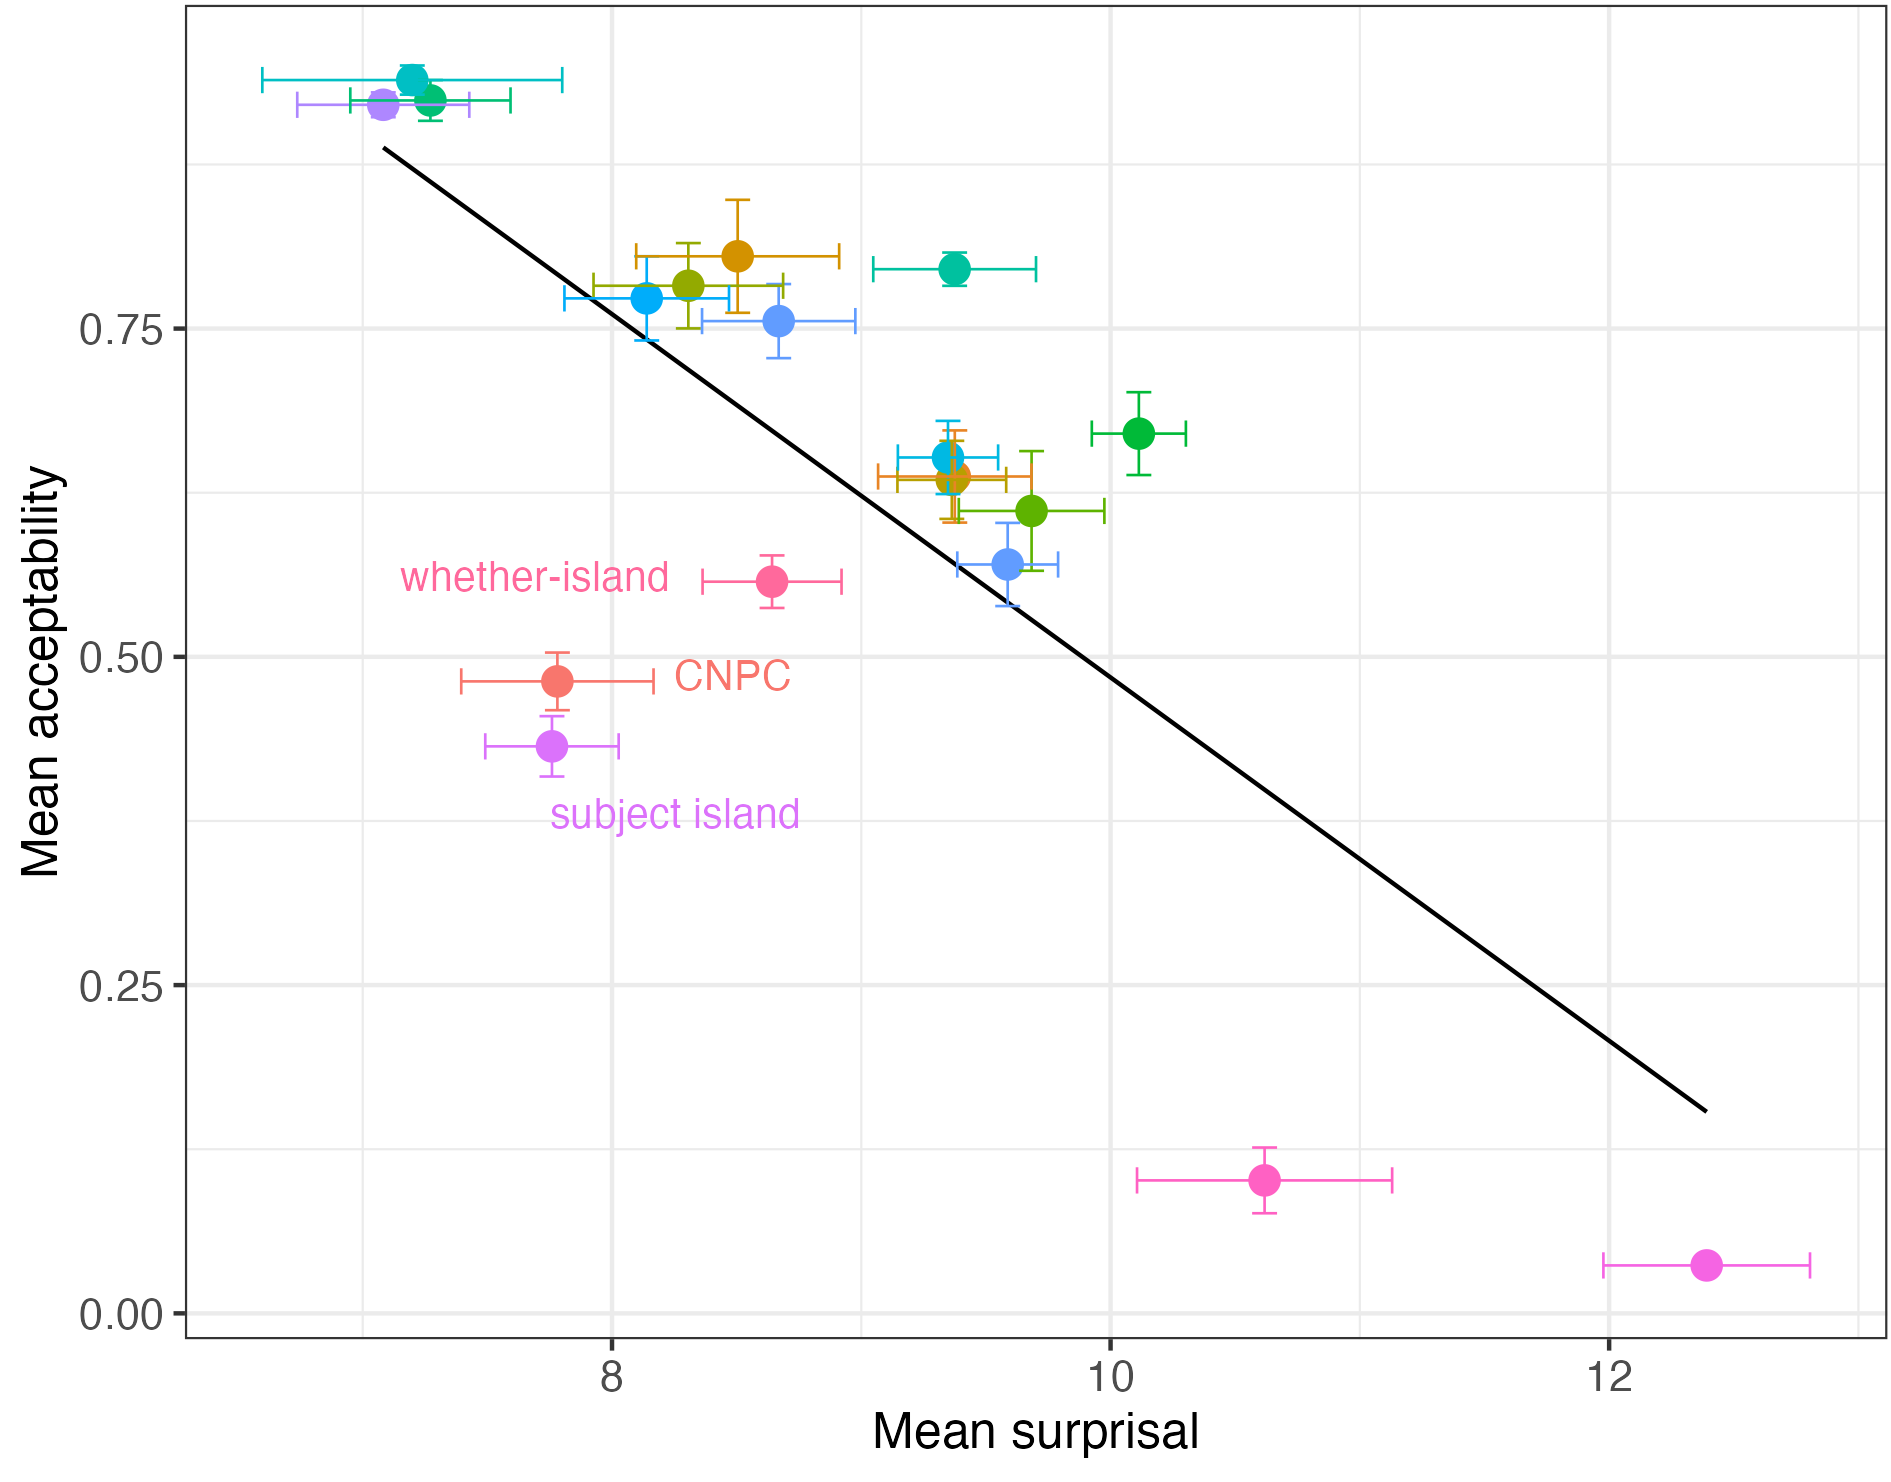 0.75
0.50
0.25
0.00
Mean acceptability
whether-island
CNPC
subject island
8
10
12
Mean surprisal